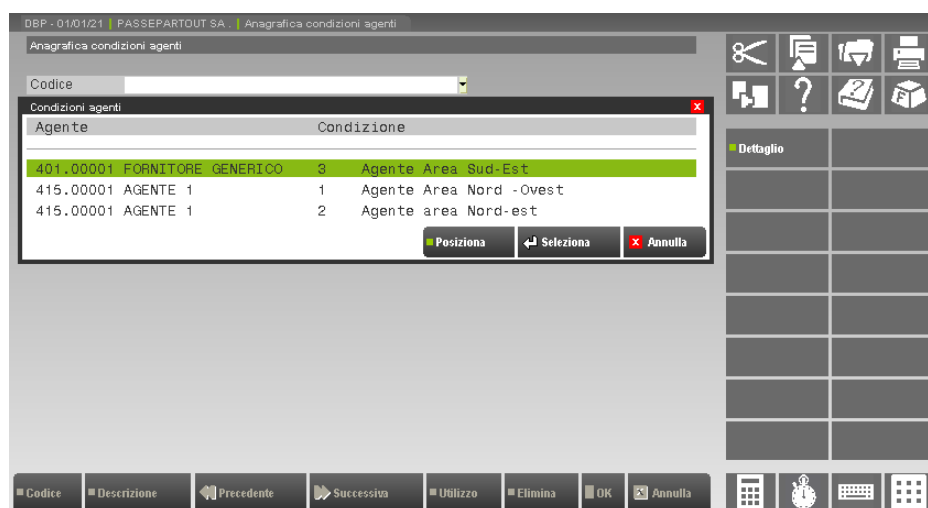 DBP - 01/01/21 | PASSEPARTOUT SA . | Anagrafica condizioni agenti
Anagrafica condizioni agenti
Codice
Condizioni agenti
Agente Condizione
401.00001 FORNITORE GENERICO 3 Agente Area Sud-Est
415.00001 AGENTE 1 1 Agente Area Nord -Ovest
415.00001 AGENTE 1 2 Agente area Nord-est
Posiziona Seleziona X Annulla
Dettaglio
Codice Descrizione Precedente Successiva Utilizzo Elimina OK Annulla